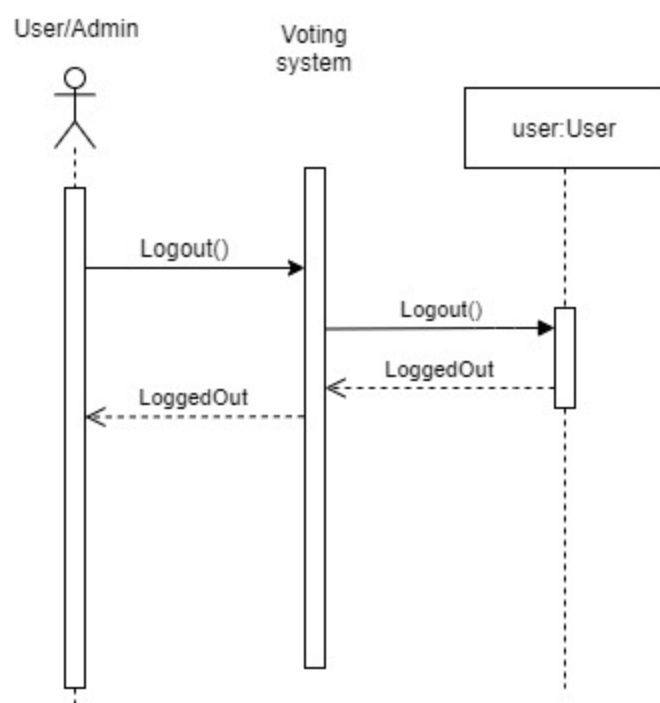 User/Admin
Voting
system
user:User
Logout()
Logout()
LoggedOut
LoggedOut